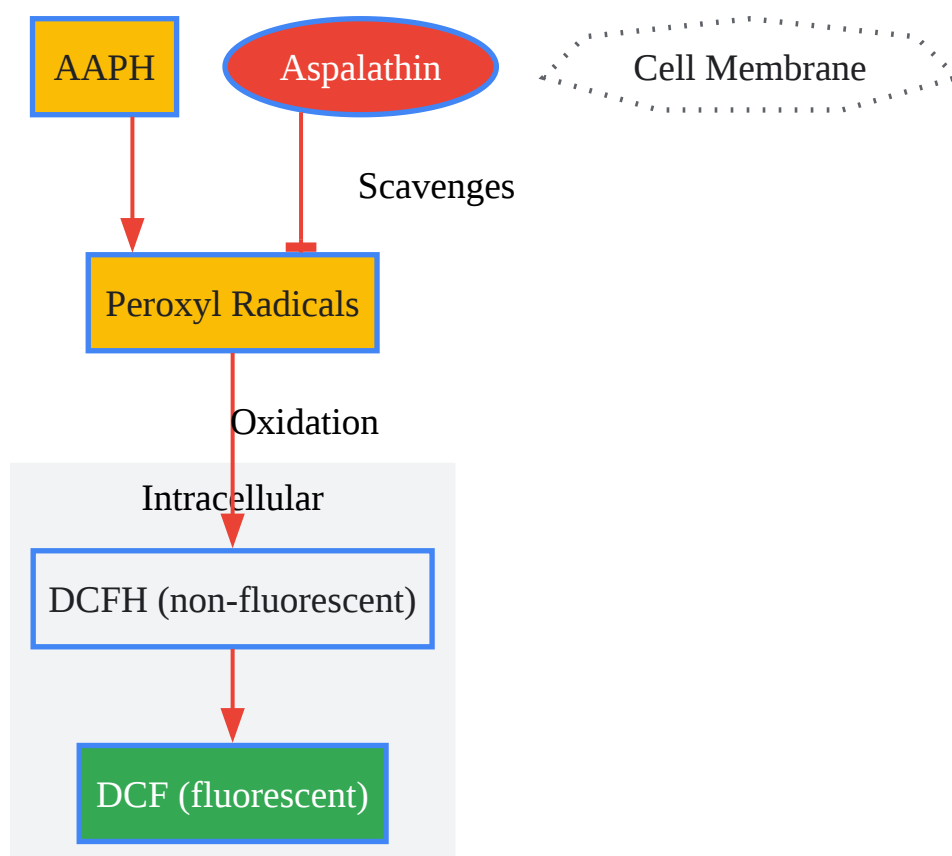 AAPH
Aspalathin
Cell Membrane
Scavenges
Peroxyl Radicals
Oxidation
Intracellular
DCFH (non-fluorescent)
DCF (fluorescent)